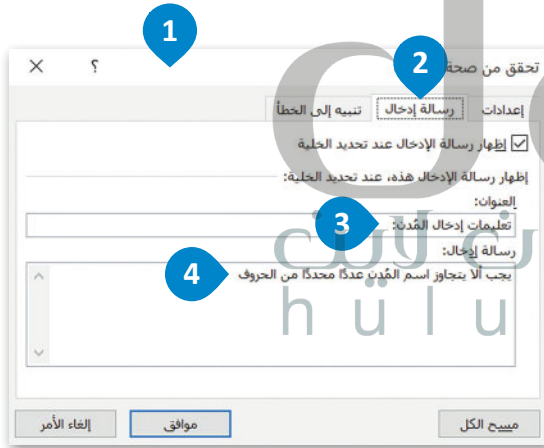 1
تحقق من صحة
؟
2
إعدادات
رسالة إدخال
تنبيه إلى الخطأ
إظهار رسالة الإدخال عند تحديد الخلية
إظهار رسالة الإدخال هذه، عند تحديد الخلية:
العنوان:
تعليمات إدخال المُدن:
3
رسالة إدخال:
يجب ألا يتجاوز اسم المُدن عددًا محددًا من الحروف
4
hülu
مسح الكل
موافق
إلغاء الأمر